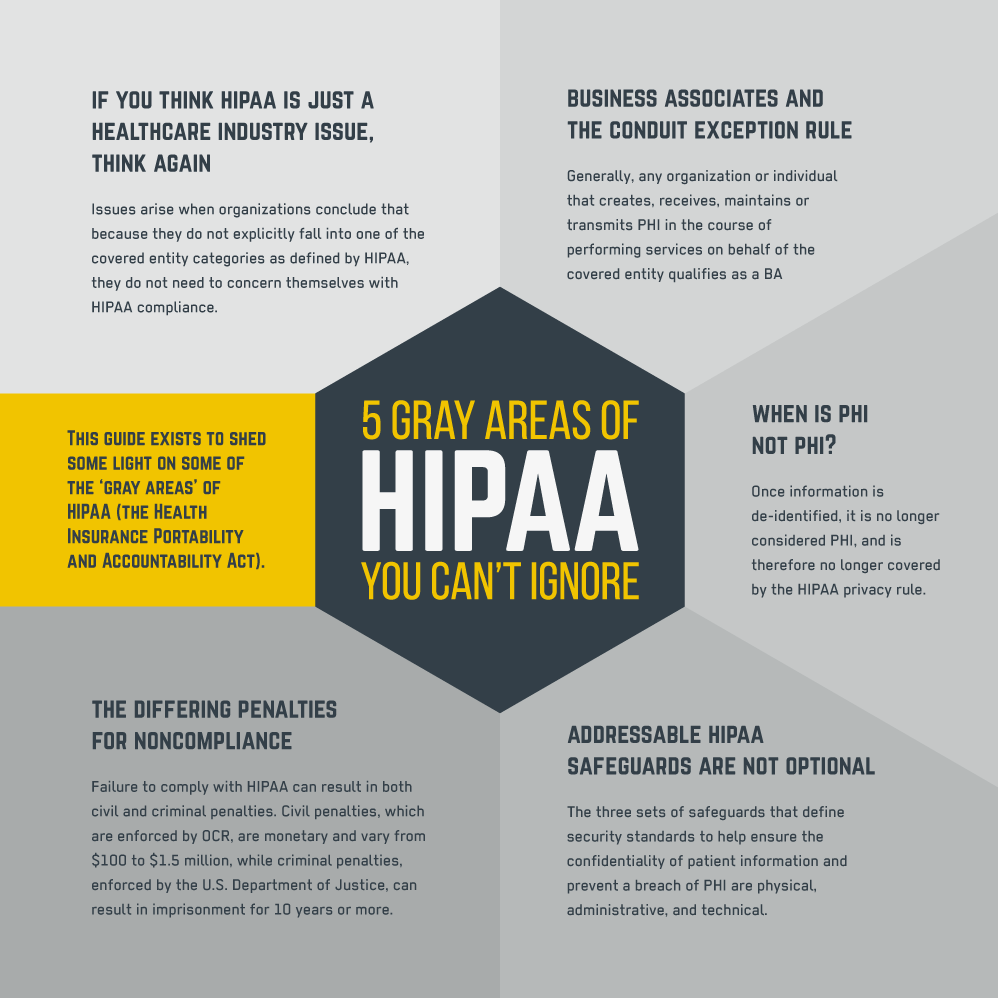 IF YOU THINK HIPAA IS JUST A
HEALTHCARE INDUSTRY ISSUE,
THINK AGAIN
Issues arise when organizations conclude that
because they do not explicitly fall into one of the
covered entity categories as defined by HIPAA,
they do not need to concern themselves with
HIPAA compliance.
BUSINESS ASSOCIATES AND
THE CONDUIT EXCEPTION RULE
Generally, any organization or individual
that creates, receives, maintains or
transmits PHI in the course of
performing services on behalf of the
covered entity qualifies as a BA
THIS GUIDE EXISTS TO SHED
SOME LIGHT ON SOME OF
THE ‘GRAY AREAS’ OF
HIPAA (THE HEALTH
INSURANCE PORTABILITY
AND ACCOUNTABILITY ACT).
5 GRAY AREAS OF
HIPAA
YOU CAN’T IGNORE
WHEN IS PHI
NOT PHI?
Once information is
de-identified, it is no longer
considered PHI, and is
therefore no longer covered
by the HIPAA privacy rule.
THE DIFFERING PENALTIES
FOR NONCOMPLIANCE
Failure to comply with HIPAA can result in both
civil and criminal penalties. Civil penalties, which
are enforced by OCR, are monetary and vary from
$100 to $1.5 million, while criminal penalties,
enforced by the U.S. Department of Justice, can
result in imprisonment for 10 years or more.
ADDRESSABLE HIPAA
SAFEGUARDS ARE NOT OPTIONAL
The three sets of safeguards that define
security standards to help ensure the
confidentiality of patient information and
prevent a breach of PHI are physical,
administrative, and technical.